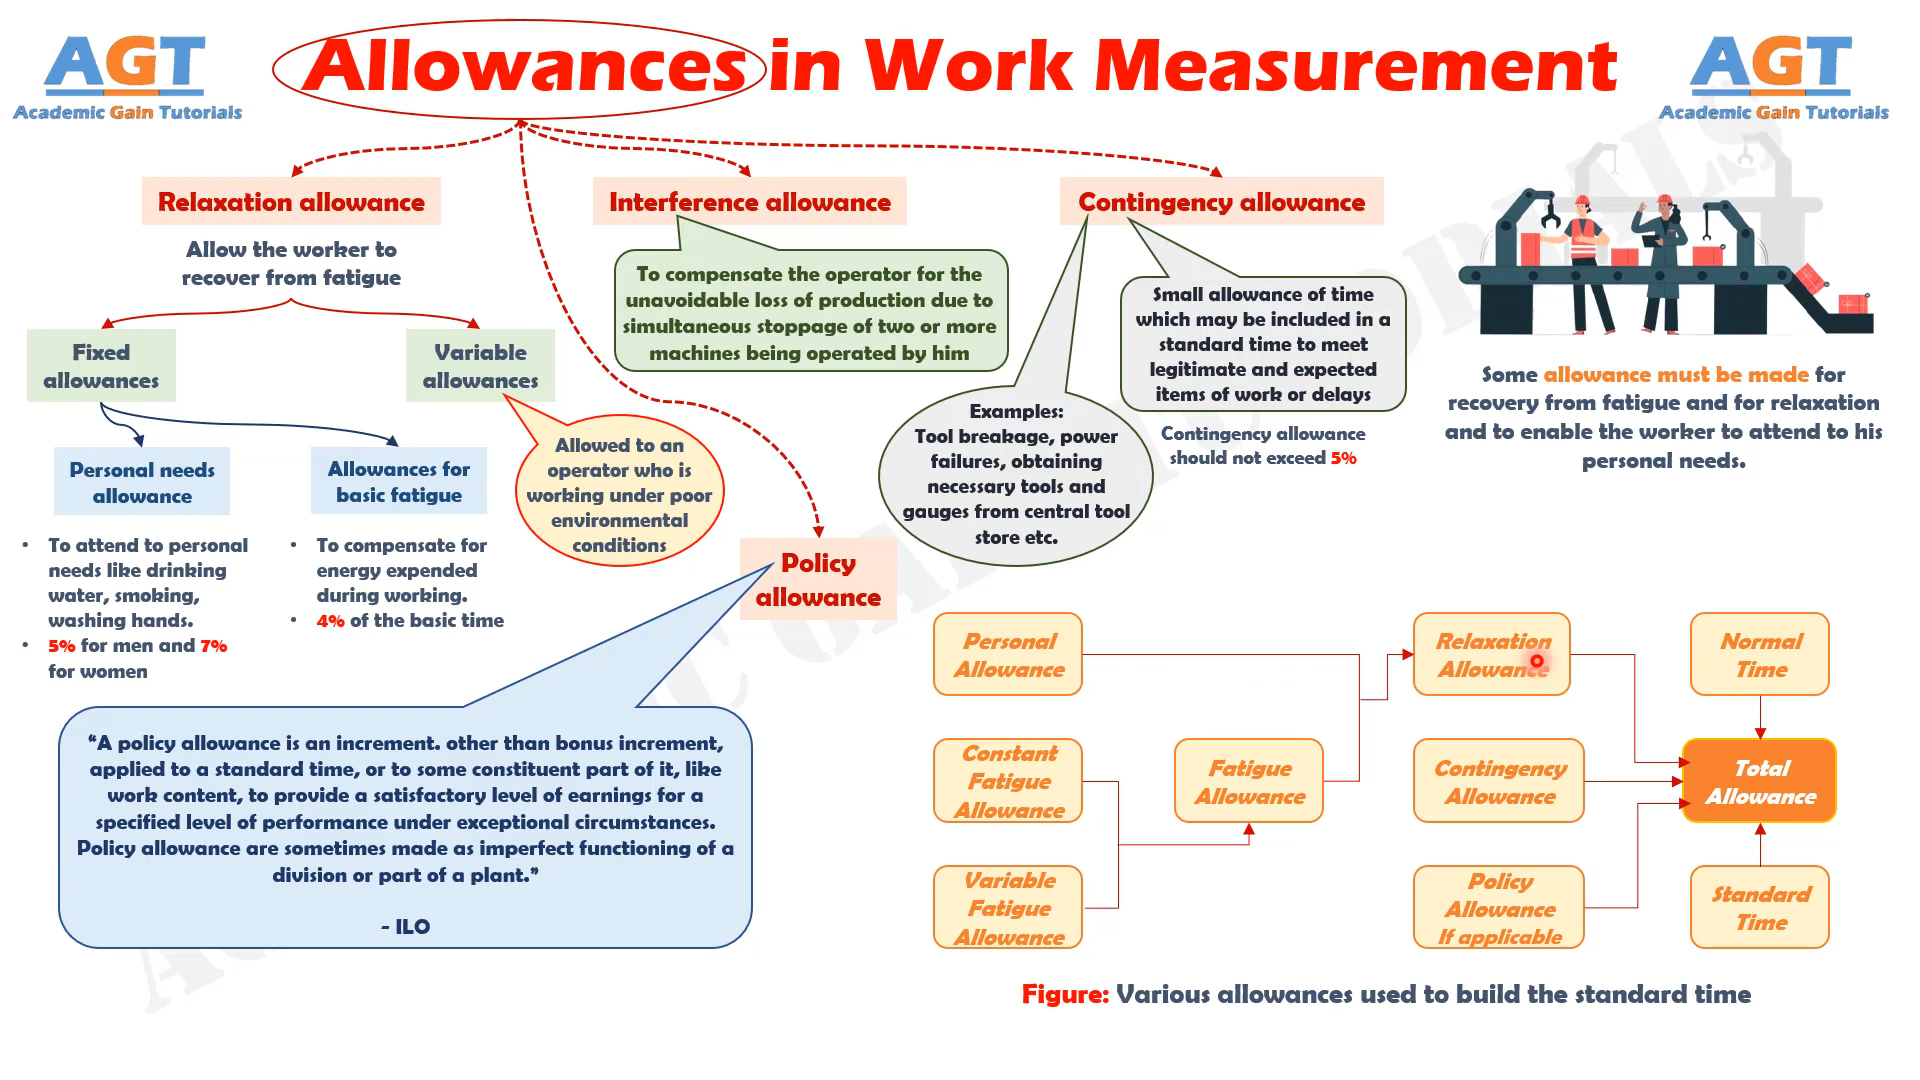 AGT
Academic Gain Tutorials
Allowances in Work Measurement
AGT
Academic Gain Tutorials
Relaxation allowance
Allow the worker to
recover from fatigue
Fixed
allowances
Variable
allowances
Personal needs
allowance
Allowances for
basic fatigue
• To attend to personal
needs like drinking
water, smoking,
washing hands.
• 5% for men and 7%
for women
• To compensate for
energy expended
during working.
• 4% of the basic time
Allowed to an
operator who is
working under poor
environmental
conditions
Interference allowance
To compensate the operator for the
unavoidable loss of production due to
simultaneous stoppage of two or more
machines being operated by him
Contingency allowance
Small allowance of time
which may be included in a
standard time to meet
legitimate and expected
items of work or delays
Contingency allowance
should not exceed 5%
Examples:
Tool breakage, power
failures, obtaining
necessary tools and
gauges from central tool
store etc.
Some allowance must be made for
recovery from fatigue and for relaxation
and to enable the worker to attend to his
personal needs.
Policy
allowance
“A policy allowance is an increment. other than bonus increment,
applied to a standard time, or to some constituent part of it, like
work content, to provide a satisfactory level of earnings for a
specified level of performance under exceptional circumstances.
Policy allowance are sometimes made as imperfect functioning of a
division or part of a plant.”
- ILO
Personal
Allowance
Constant
Fatigue
Allowance
Variable
Fatigue
Allowance
Fatigue
Allowance
Relaxation
Allowance
Contingency
Allowance
Policy
Allowance
If applicable
Normal
Time
Total
Allowance
Standard
Time
Figure: Various allowances used to build the standard time